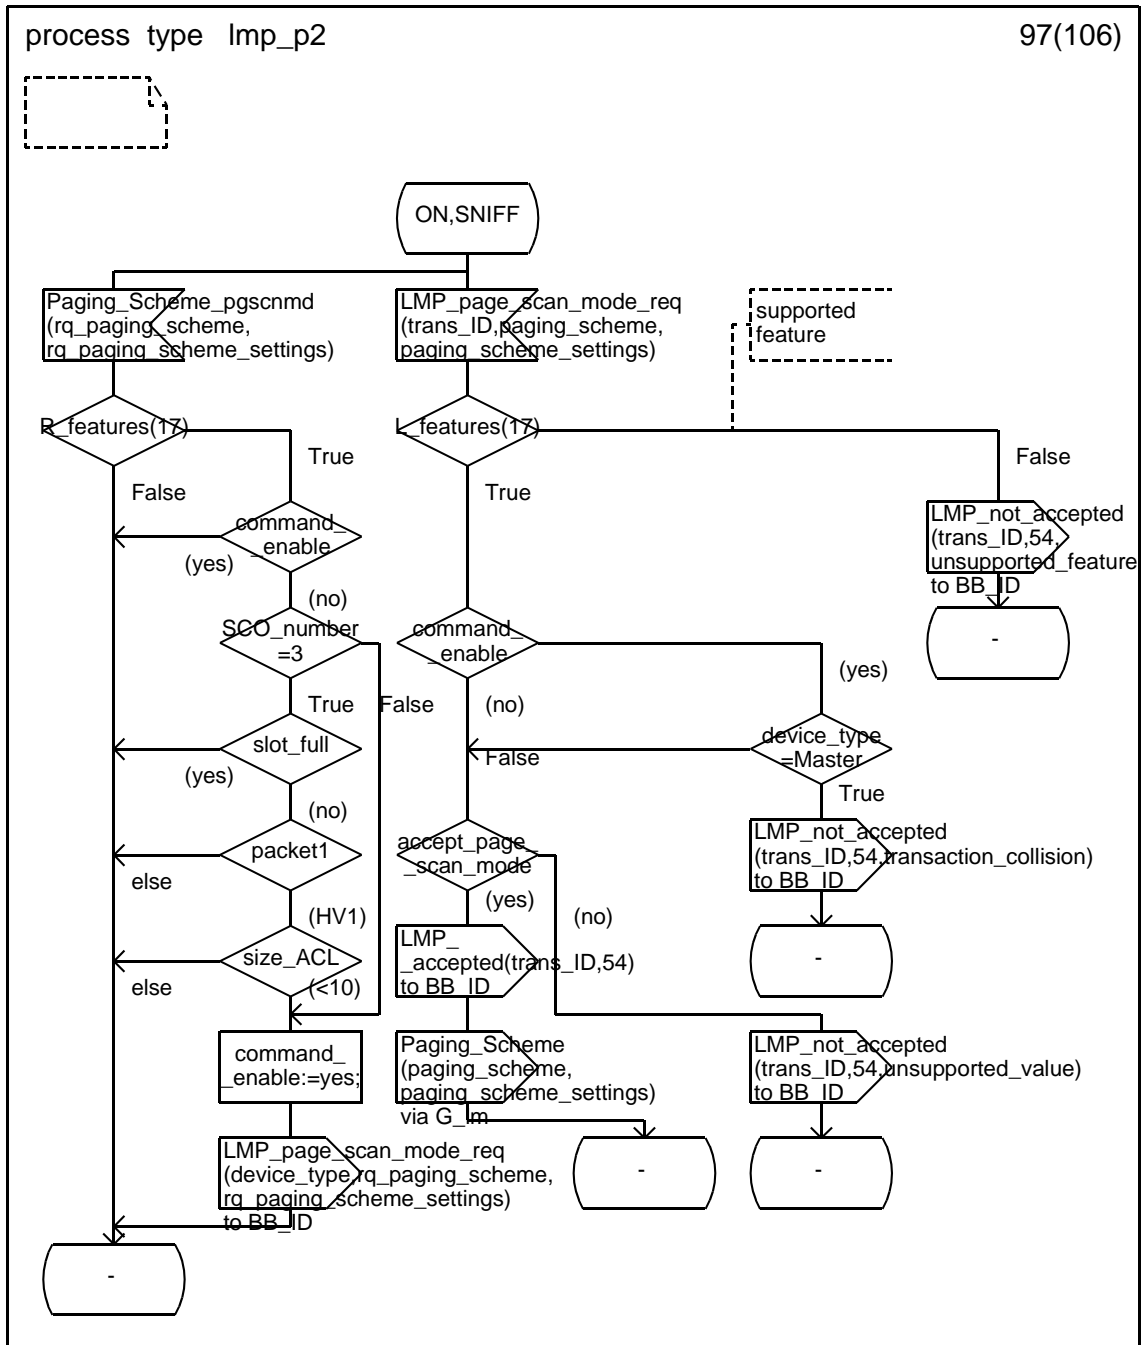 process type lmp_p2
97(106)
ON,SNIFF
Paging_Scheme_pgscnmd
(rq_paging_scheme,
rq_paging_scheme_settings)
LMP_page_scan_mode_req
(trans_ID,paging_scheme,
paging_scheme_settings)
supported
feature
R_features(17)
L_features(17)
True
False
True
False
command_
_enable
(yes)
(no)
LMP_not_accepted
(trans_ID,54,
unsupported_feature
to BB_ID
-
SCO_number
=3
True
False
command_
_enable
(yes)
(no)
slot_full
(yes)
(no)
device_type
=Master
False
True
packet1
else
(HV1)
accept_page_
_scan_mode
(yes)
(no)
LMP_not_accepted
(trans_ID,54,transaction_collision)
to BB_ID
-
size_ACL
else
(<10)
LMP_
_accepted(trans_ID,54)
to BB_ID
command_
_enable:=yes;
Paging_Scheme
(paging_scheme,
paging_scheme_settings)
via G_lm
LMP_not_accepted
(trans_ID,54,unsupported_value)
to BB_ID
LMP_page_scan_mode_req
(device_type,rq_paging_scheme,
rq_paging_scheme_settings)
to BB_ID
-
-
-